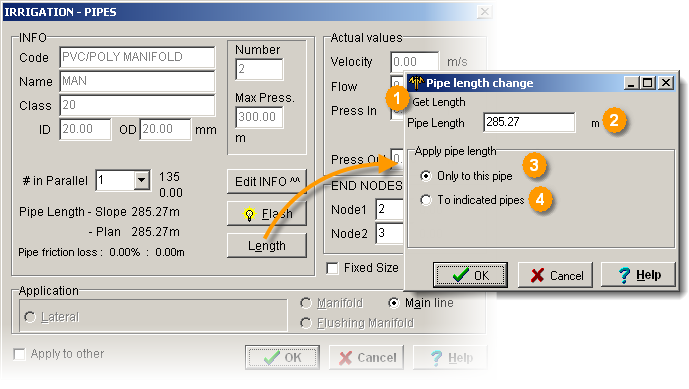 IRRIGATION - PIPES
INFO
Code PVC/POLY MANIFOLD
Name MAN
Class 20
ID 20.00 OD 20.00 mm
Number
2
Max Press.
300.00
m
# in Parallel 1 135
0.00
Pipe Length - Slope 285.27m
- Plan 285.27m
Pipe friction loss : 0.00% : 0.00m
Edit INFO ^^
Flash
Length
Actual values
Velocity 0.00 m/s
Flow
Press In
Press Out 0.
END NODES
Node1 2
Node2 3
Fixed Size
Application
Lateral
Manifold
Main line
Flushing Manifold
Apply to other
OK
Cancel
Help
Pipe length change
1
Get Length
Pipe Length 285.27 m 2
Apply pipe length
Only to this pipe 3
To indicated pipes 4
OK
Cancel
Help